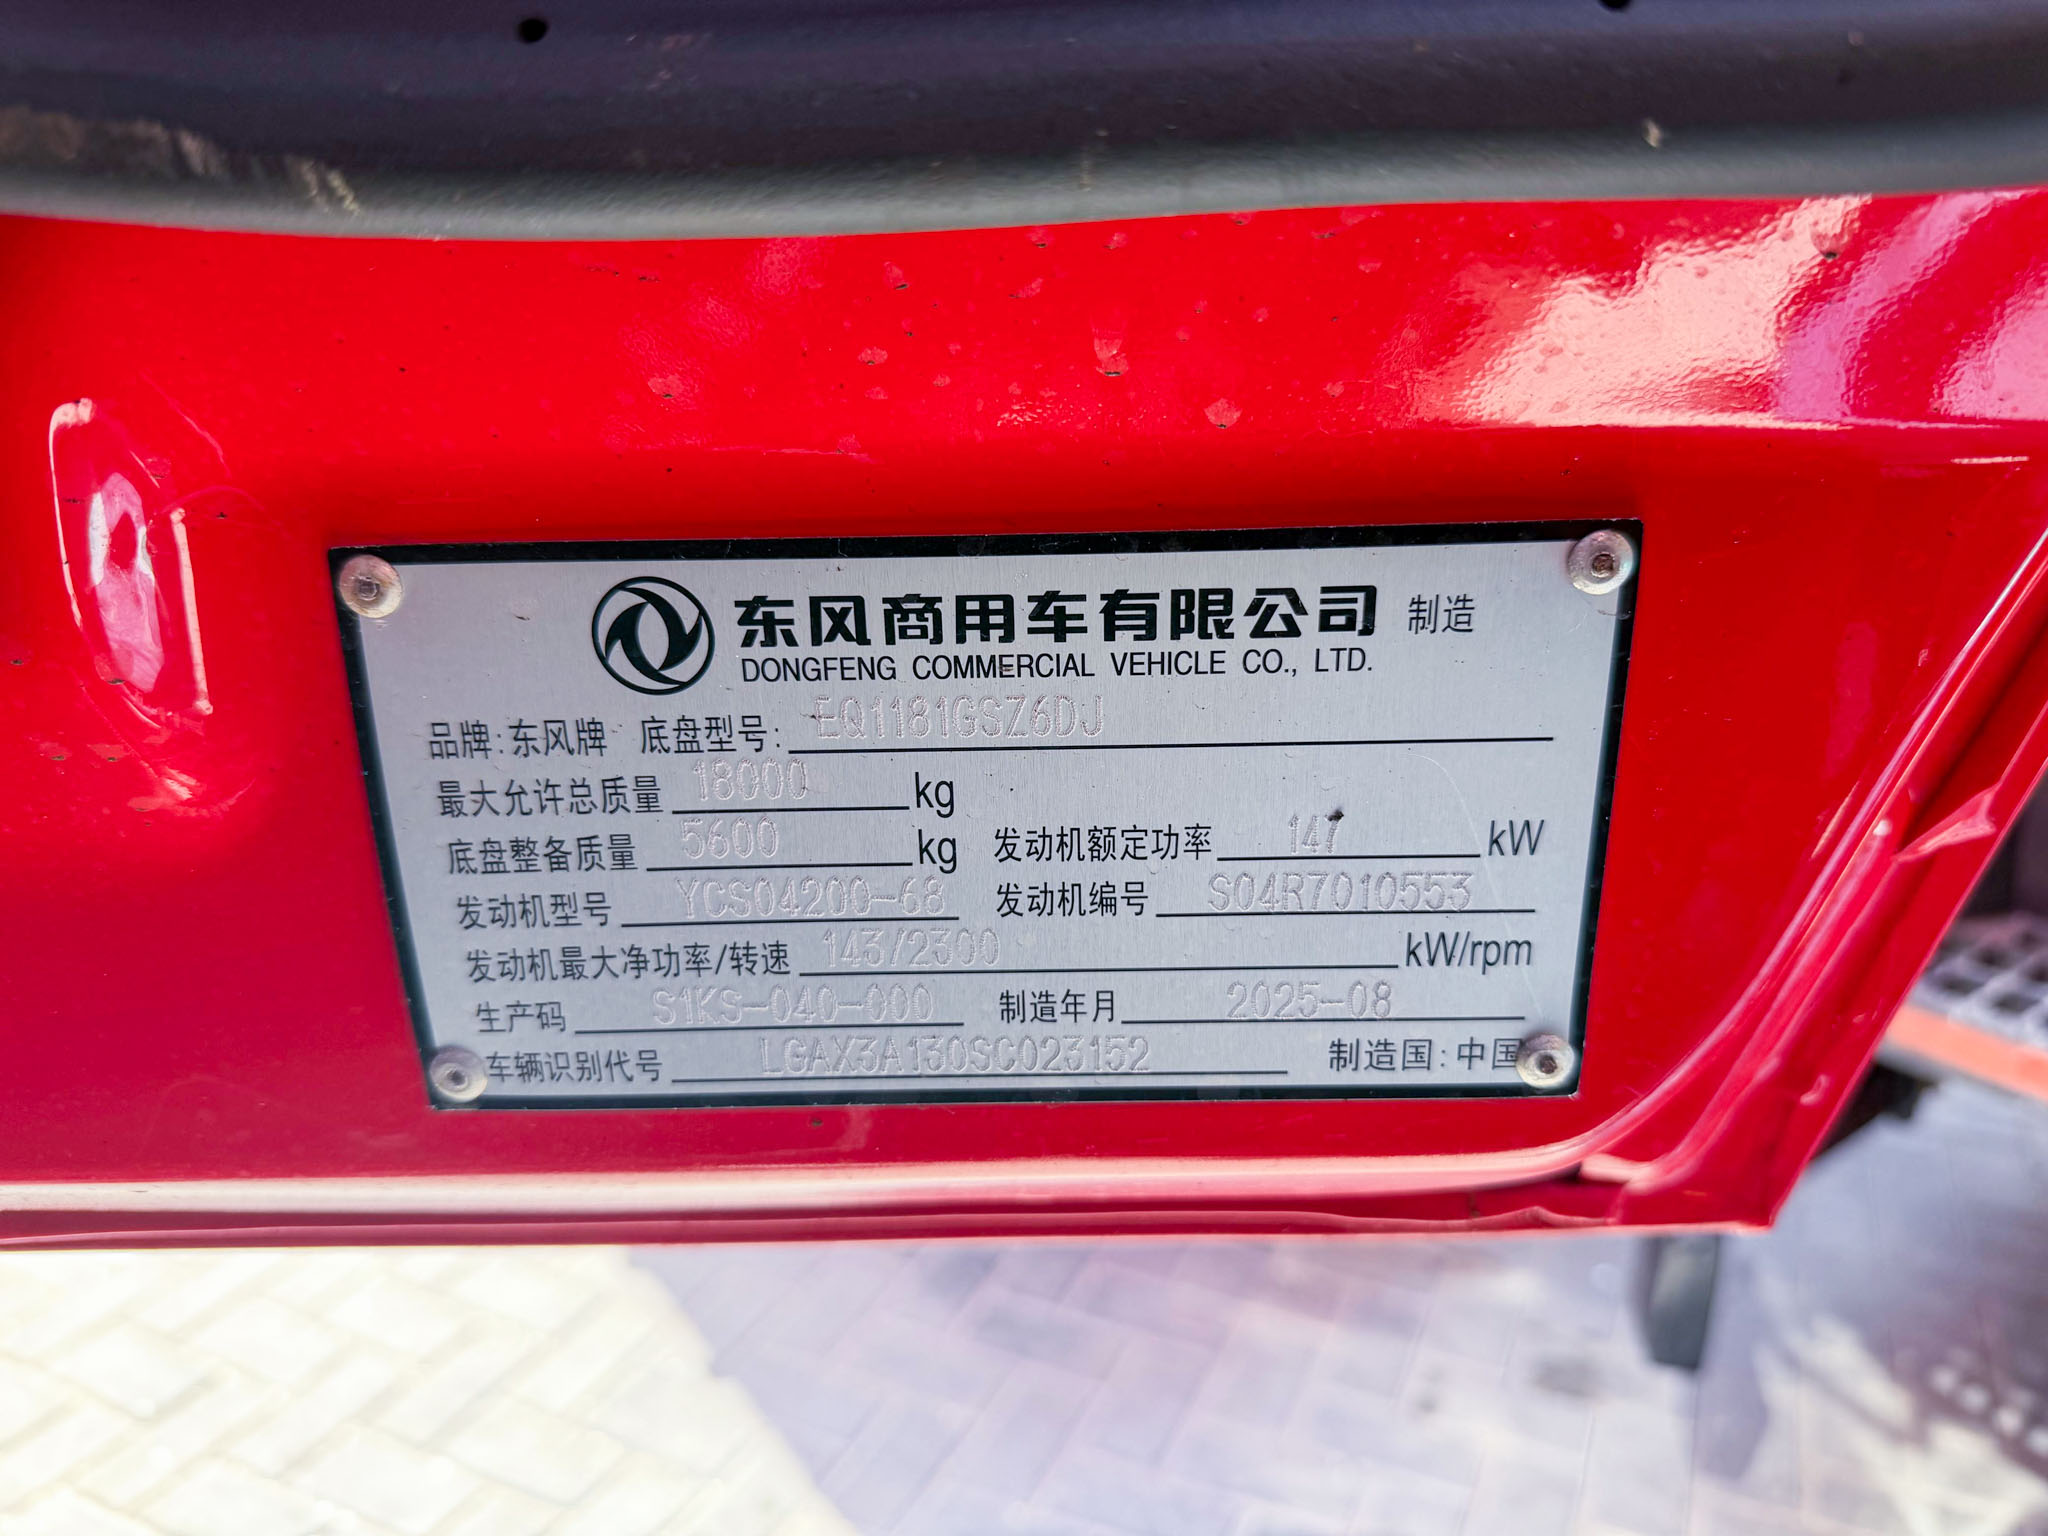 东风商用车有限公司 制造
DONGFENG COMMERCIAL VEHICLE CO., LTD.
品牌: 东风牌 底盘型号: EQ1181GSZ6DJ
最大允许总质量 18000 kg
底盘整备质量 5600 kg 发动机额定功率 147 kW
发动机型号 YCS04200-68 发动机编号 S04R7010553
发动机最大净功率/转速 143/2300 kW/rpm
生产码 S1KS-040-000 制造年月 2025-08
车辆识别代号 LGAX3A130SC023152 制造国: 中国